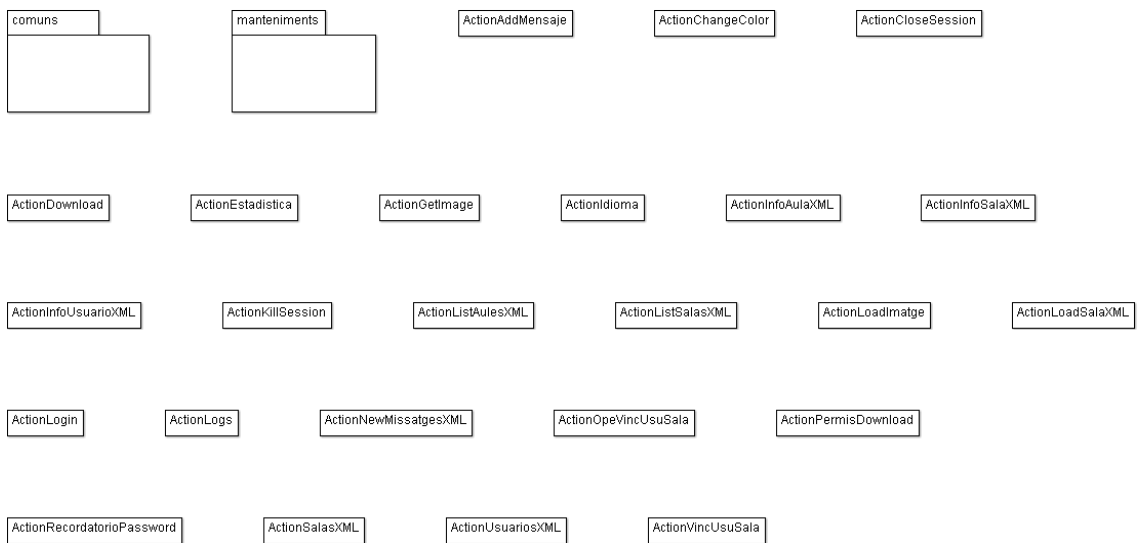 comuns
manteniments
ActionAddMensaje
ActionChangeColor
ActionCloseSession
ActionDownload
ActionEstadistica
ActionGetImage
ActionIdioma
ActionInfoAulaXML
ActionInfoSalaXML
ActionInfoUsuarioXML
ActionKillSession
ActionListAulesXML
ActionListSalasXML
ActionLoadImatge
ActionLoadSalaXML
ActionLogin
ActionLogs
ActionNewMissatgesXML
ActionOpeVincUsuSala
ActionPermisDownload
ActionRecordatorioPassword
ActionSalasXML
ActionUsuariosXML
ActionVincUsuSala